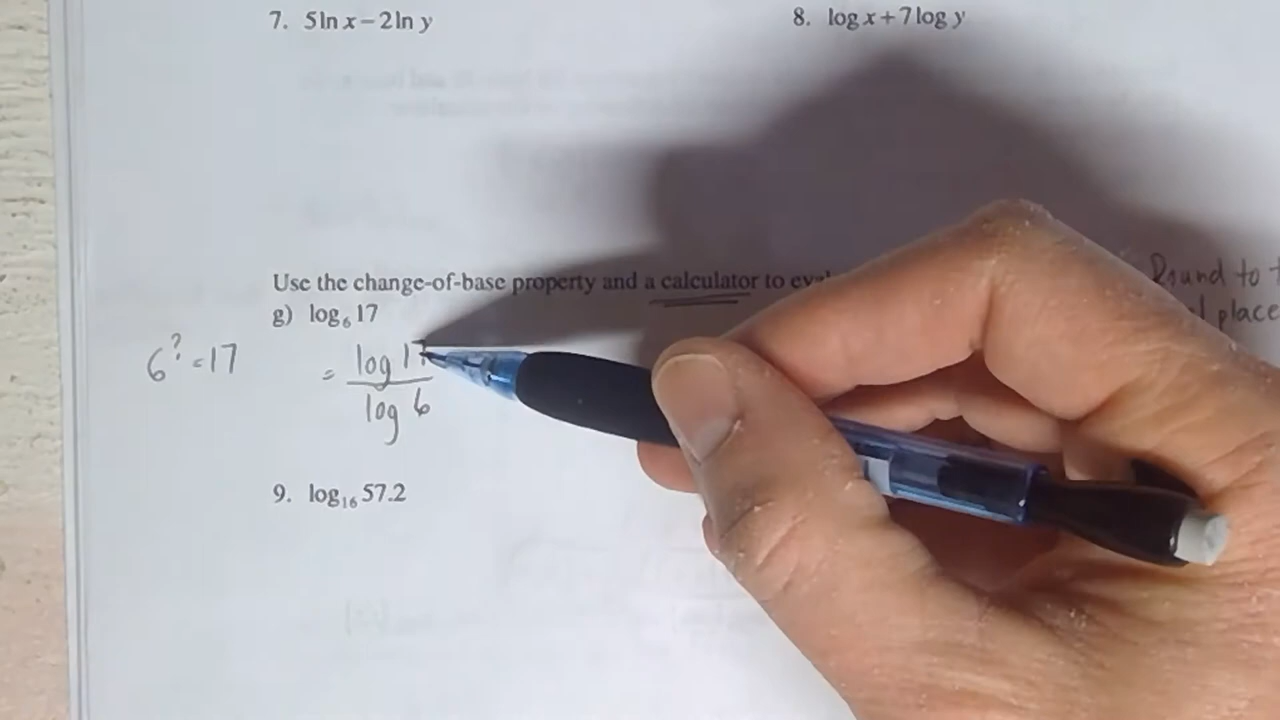 7. 5 ln x − 2 ln y
8. log x + 7 log y
Use the change-of-base property and a calculator to
g) log₆ 17
Round to
place
6^? = 17
= log 17
log 6
9. log₁₆ 57.2